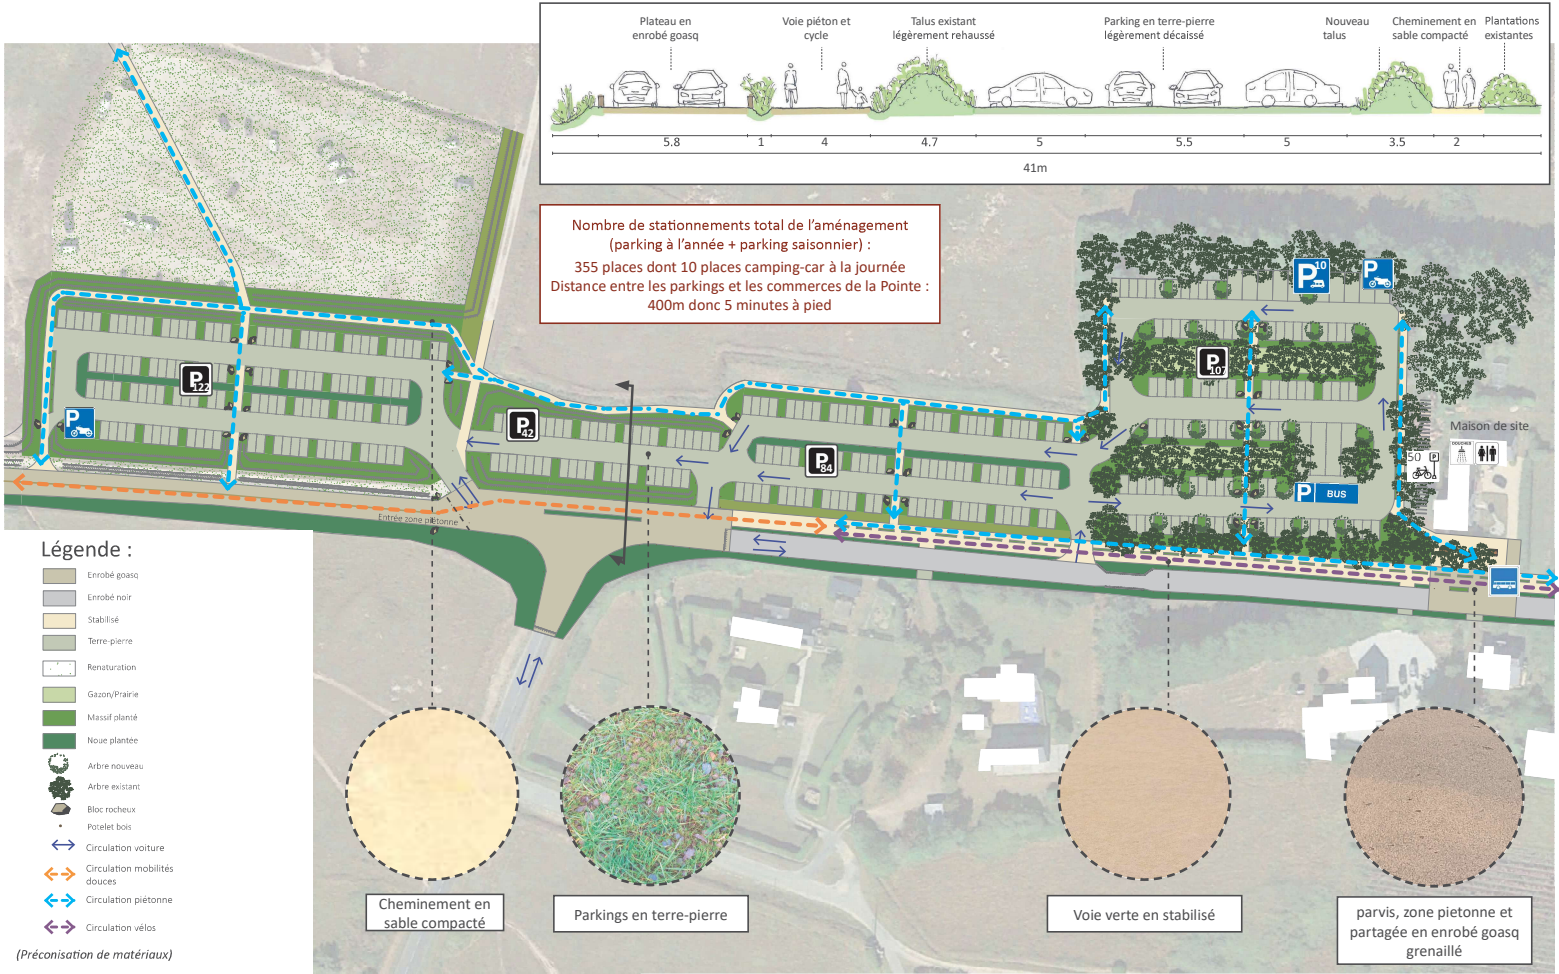 Plateau en
enrobé goasq
Voie piéton et
cycle
Talus existant
légèrement rehaussé
Parking en terre-pierre
légèrement décaissé
Nouveau
talus
Cheminement en
sable compacté
Plantations
existantes
5.8
1
4
4.7
5
5.5
5
3.5
2
41m
Nombre de stationnements total de l'aménagement
(parking à l'année + parking saisonnier) :
355 places dont 10 places camping-car à la journée
Distance entre les parkings et les commerces de la Pointe :
400m donc 5 minutes à pied
P 10
P
P 107
P 122
P
P 42
P 84
Maison de site
DOUCHES
50 P
P BUS
Entrée zone piétonne
Légende :
Enrobé goasq
Enrobé noir
Stabilisé
Terre-pierre
Renaturation
Gazon/Prairie
Massif planté
Noue plantée
Arbre nouveau
Arbre existant
Bloc rocheux
Potelet bois
Circulation voiture
Circulation mobilités
douces
Circulation piétonne
Circulation vélos
(Préconisation de matériaux)
Cheminement en
sable compacté
Parkings en terre-pierre
Voie verte en stabilisé
parvis, zone pietonne et
partagée en enrobé goasq
grenaillé